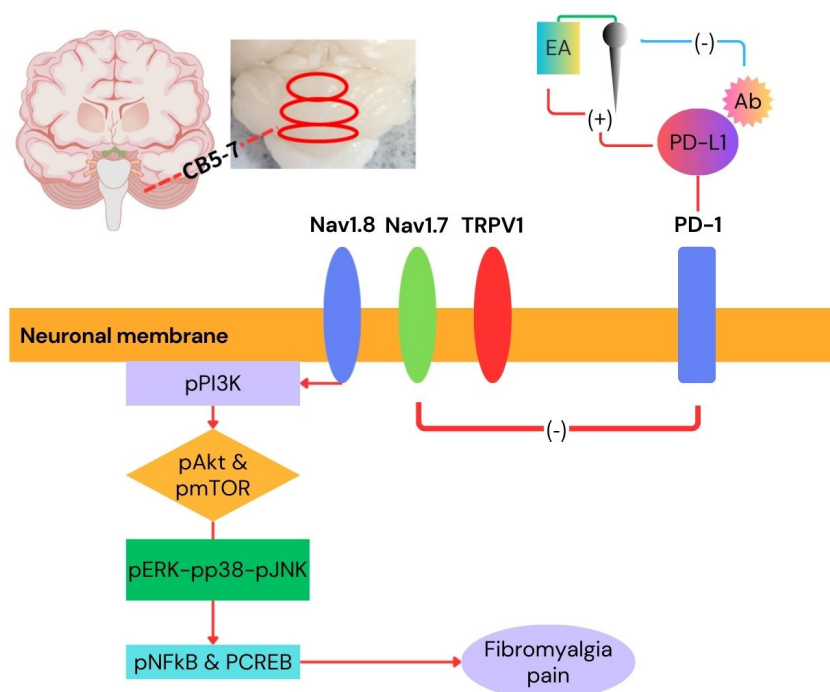 EA
(-)
Ab
(+)
PD-L1
CB5-7
Nav1.8
Nav1.7
TRPV1
PD-1
Neuronal membrane
pPI3K
(-)
pAkt &
pmTOR
pERK-pp38-pJNK
pNFkB & PCREB
Fibromyalgia
pain